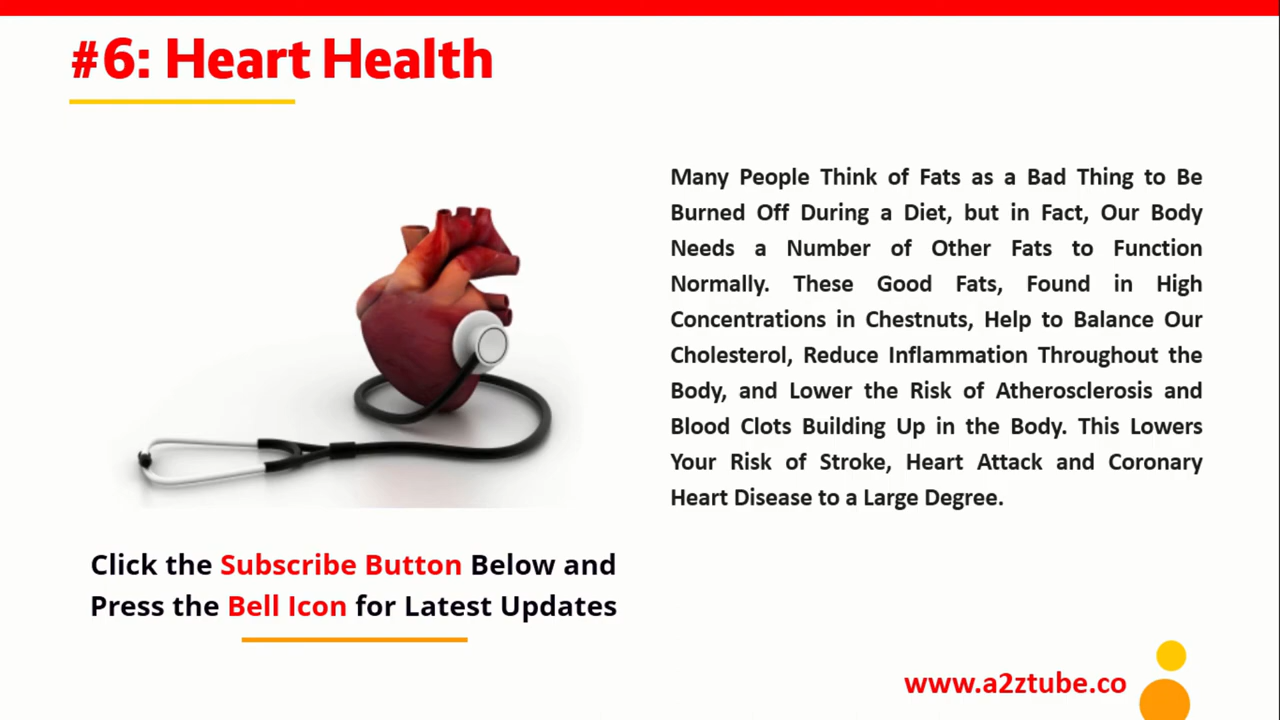 #6: Heart Health
Many People Think of Fats as a Bad Thing to Be
Burned Off During a Diet, but in Fact, Our Body
Needs a Number of Other Fats to Function
Normally. These Good Fats, Found in High
Concentrations in Chestnuts, Help to Balance Our
Cholesterol, Reduce Inflammation Throughout the
Body, and Lower the Risk of Atherosclerosis and
Blood Clots Building Up in the Body. This Lowers
Your Risk of Stroke, Heart Attack and Coronary
Heart Disease to a Large Degree.
Click the Subscribe Button Below and
Press the Bell Icon for Latest Updates
www.a2ztube.co